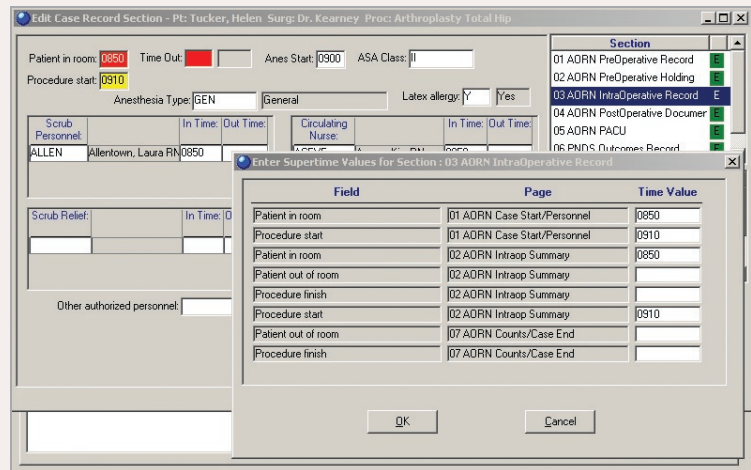 Edit Case Record Section - Pt: Tucker, Helen Surg: Dr. Kearney Proc: Arthroplasty Total Hip
Patient in room: 0850 Time Out: Anes Start: 0900 ASA Class: II
Procedure start: 0910
Anesthesia Type: GEN General Latex allergy: Y Yes
Scrub Personnel: In Time: Out Time: Circulating Nurse: In Time: Out Time:
ALLEN Allentown, Laura RN 0850
Scrub Relief: In Time:
Other authorized personnel:
Section
01 AORN PreOperative Record E
02 AORN PreOperative Holding E
03 AORN IntraOperative Record E
04 AORN PostOperative Documer E
05 AORN PACU E
06 PNDS Outcomes Record
Enter Supertime Values for Section : 03 AORN IntraOperative Record
Field Page Time Value
Patient in room 01 AORN Case Start/Personnel 0850
Procedure start 01 AORN Case Start/Personnel 0910
Patient in room 02 AORN Intraop Summary 0850
Patient out of room 02 AORN Intraop Summary
Procedure finish 02 AORN Intraop Summary
Procedure start 02 AORN Intraop Summary 0910
Patient out of room 07 AORN Counts/Case End
Procedure finish 07 AORN Counts/Case End
OK Cancel